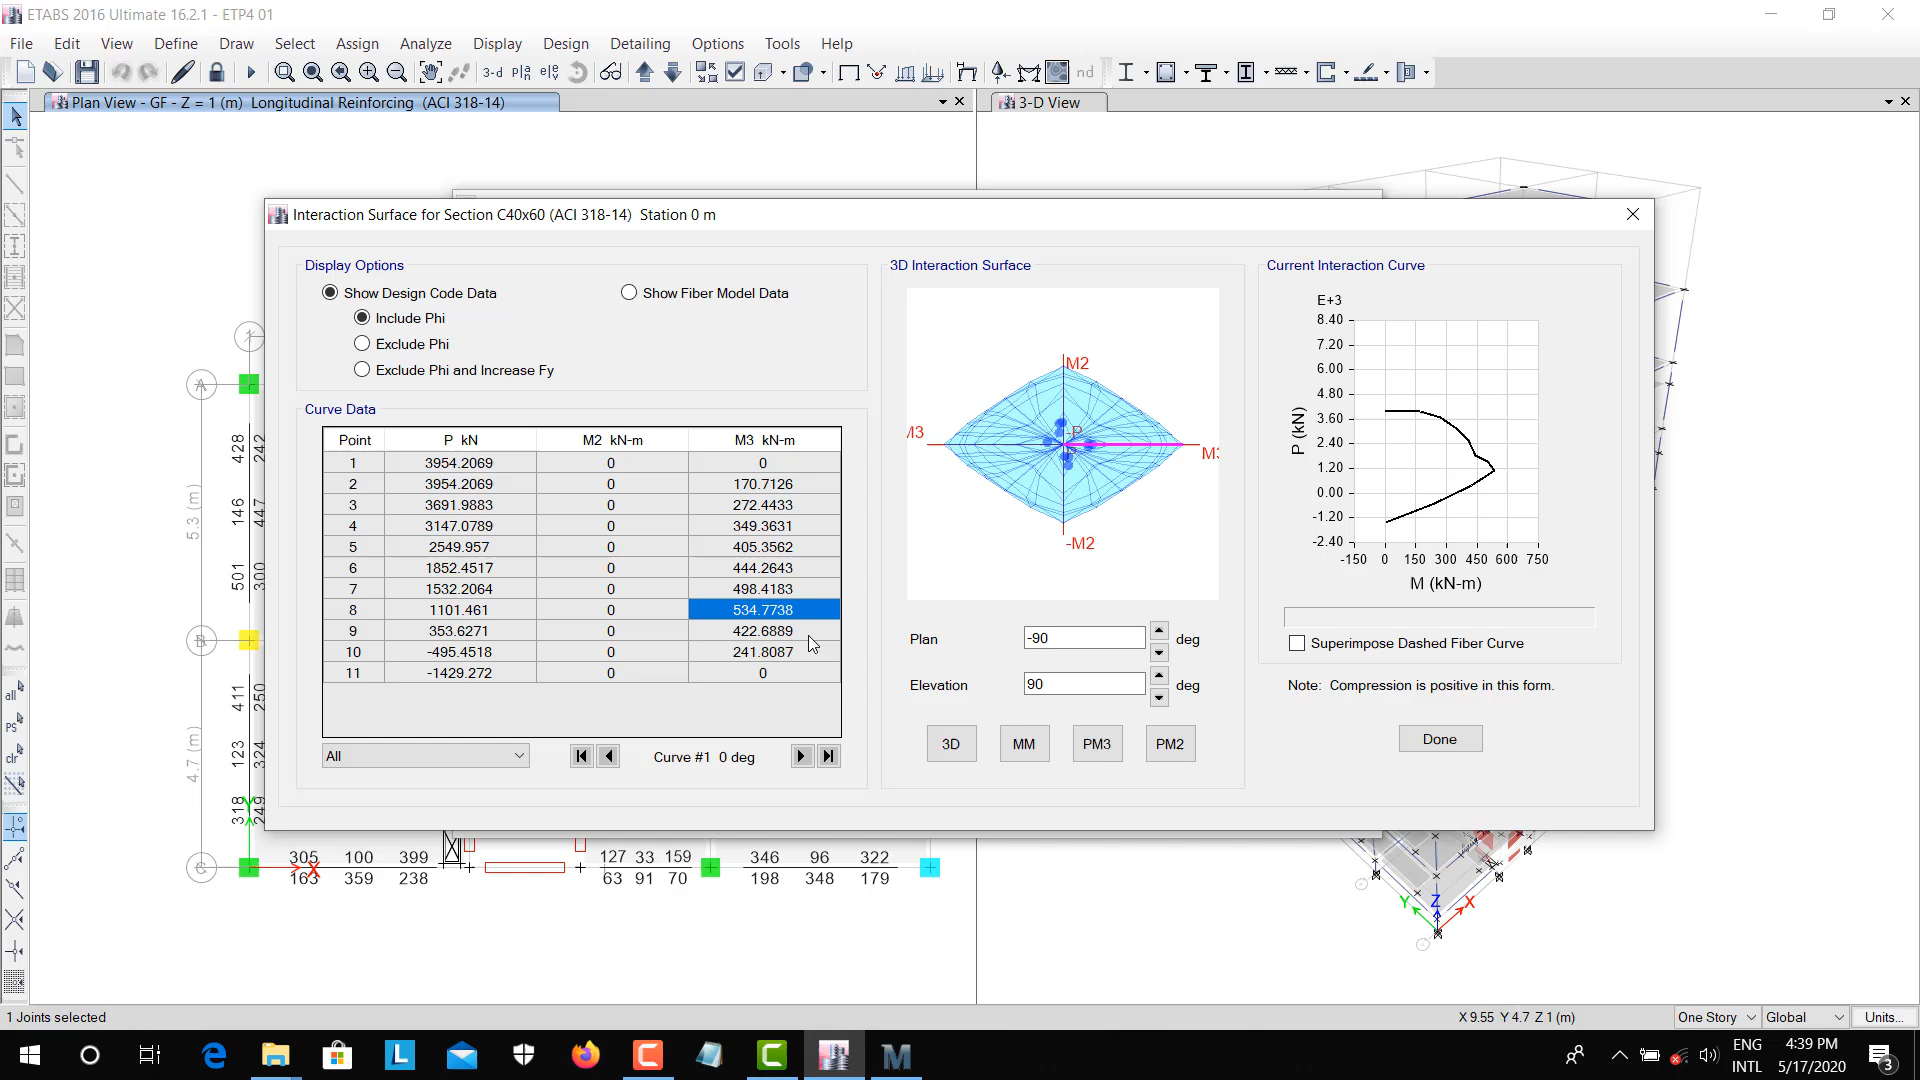 ETABS 2016 Ultimate 16.2.1 - ETP4 01
File Edit View Define Draw Select Assign Analyze Display Design Detailing Options Tools Help
3-d nd
Plan View - GF - Z = 1 (m) Longitudinal Reinforcing (ACI 318-14)
3-D View
Interaction Surface for Section C40x60 (ACI 318-14) Station 0 m
Display Options
Show Design Code Data
Show Fiber Model Data
Include Phi
Exclude Phi
Exclude Phi and Increase Fy
Curve Data
Point P kN M2 kN-m M3 kN-m
1 3954.2069 0 0
2 3954.2069 0 170.7126
3 3691.9883 0 272.4433
4 3147.0789 0 349.3631
5 2549.957 0 405.3562
6 1852.4517 0 444.2643
7 1532.2064 0 498.4183
8 1101.461 0 534.7738
9 353.6271 0 422.6889
10 -495.4518 0 241.8087
11 -1429.272 0 0
All
Curve #1 0 deg
3D Interaction Surface
M2
-M2
-P
Plan -90 deg
Elevation 90 deg
3D MM PM3 PM2
Current Interaction Curve
E+3
8.40
7.20
6.00
4.80
3.60
2.40
1.20
0.00
-1.20
-2.40
P (kN)
-150 0 150 300 450 600 750
M (kN-m)
Superimpose Dashed Fiber Curve
Note: Compression is positive in this form.
Done
A
B
C
5.3 (m)
4.7 (m)
428 242
146 447
501 300
411 250
123 324
318 249
305 100 399
163 359 238
127 33 159
63 91 70
346 96 322
198 348 179
X
Y
Y Z X
all
PS
clr
1 Joints selected
X 9.55 Y 4.7 Z 1 (m)
One Story
Global
Units...
ENG
INTL
4:39 PM
5/17/2020
3